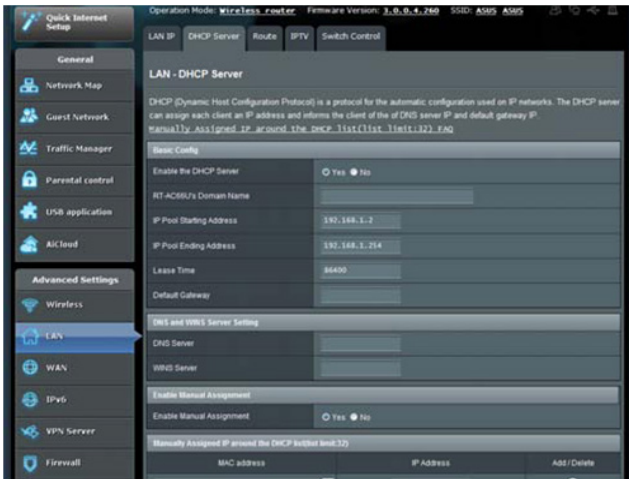 Quick Internet
Setup
Operation Mode: Wireless router Firmware Version: 3.0.0.4.260 SSID: ASUS ASUS
LAN IP DHCP Server Route IPTV Switch Control
General
Network Map
Guest Network
Traffic Manager
Parental control
USB application
AiCloud
Advanced Settings
Wireless
LAN
WAN
IPv6
VPN Server
Firewall
LAN - DHCP Server
DHCP (Dynamic Host Configuration Protocol) is a protocol for the automatic configuration used on IP networks. The DHCP server
can assign each client an IP address and informs the client of the of DNS server IP and default gateway IP.
Manually Assigned IP around the DHCP list(list limit:32) FAQ
Basic Config
Enable the DHCP Server Yes No
RT-AC66U's Domain Name
IP Pool Starting Address 192.168.1.2
IP Pool Ending Address 192.168.1.254
Lease Time 86400
Default Gateway
DNS and WINS Server Setting
DNS Server
WINS Server
Enable Manual Assignment
Enable Manual Assignment Yes No
Manually Assigned IP around the DHCP list(list limit:32)
MAC address IP Address Add / Delete